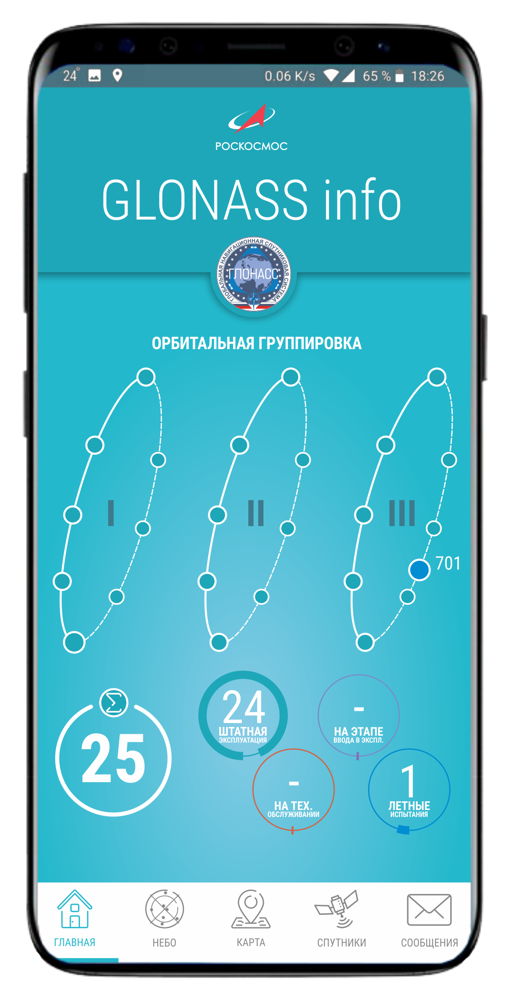 24°
0.06 K/s
65 %
18:26
РОСКОСМОС
GLONASS info
ГЛОБАЛЬНАЯ НАВИГАЦИОННАЯ СПУТНИКОВАЯ СИСТЕМА
ГЛОНАСС
ОРБИТАЛЬНАЯ ГРУППИРОВКА
I
II
III
701
Σ
25
24
ШТАТНАЯ
ЭКСПЛУАТАЦИЯ
-
НА ЭТАПЕ
ВВОДА В ЭКСПЛ.
-
НА ТЕХ.
ОБСЛУЖИВАНИИ
1
ЛЕТНЫЕ
ИСПЫТАНИЯ
ГЛАВНАЯ
НЕБО
КАРТА
СПУТНИКИ
СООБЩЕНИЯ